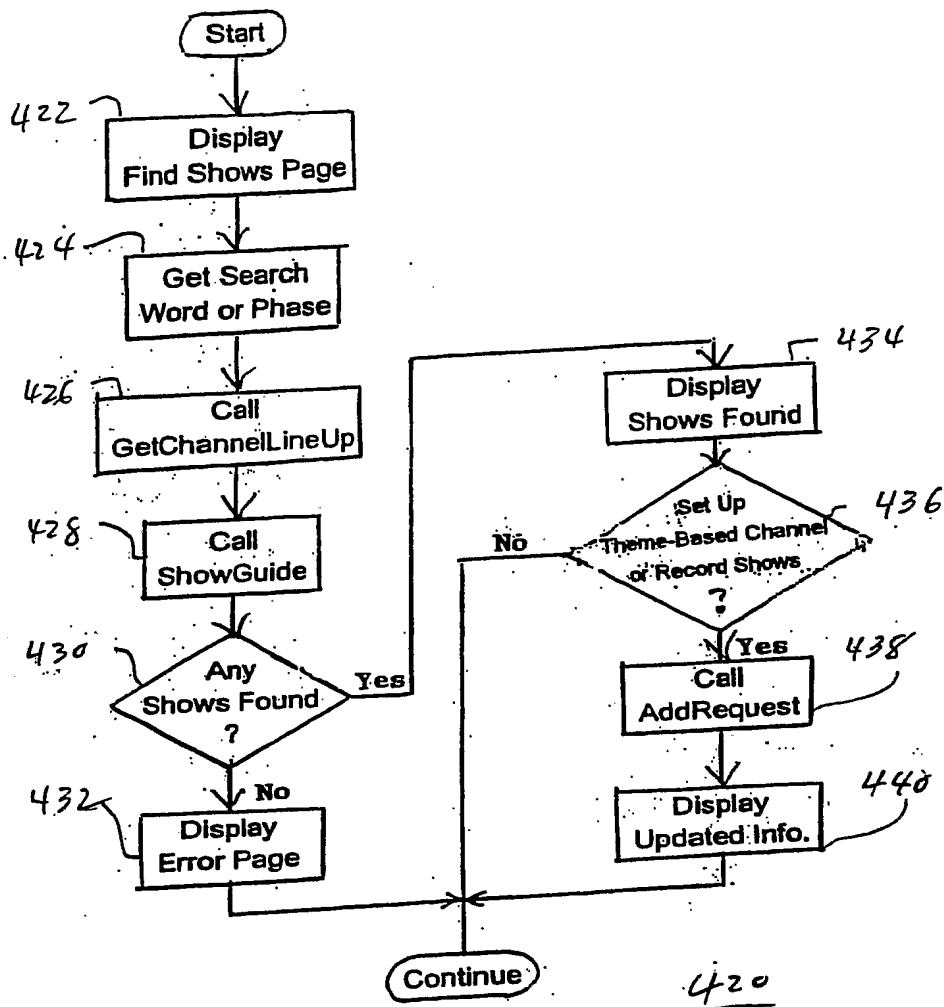 Start
422
Display
Find Shows Page
424
Get Search
Word or Phase
426
Call
GetChannelLineUp
428
Call
ShowGuide
430
Any
Shows Found
?
Yes
No
432
Display
Error Page
434
Display
Shows Found
436
Set Up
Theme-Based Channel
or Record Shows
?
No
Yes
438
Call
AddRequest
440
Display
Updated Info.
Continue
420